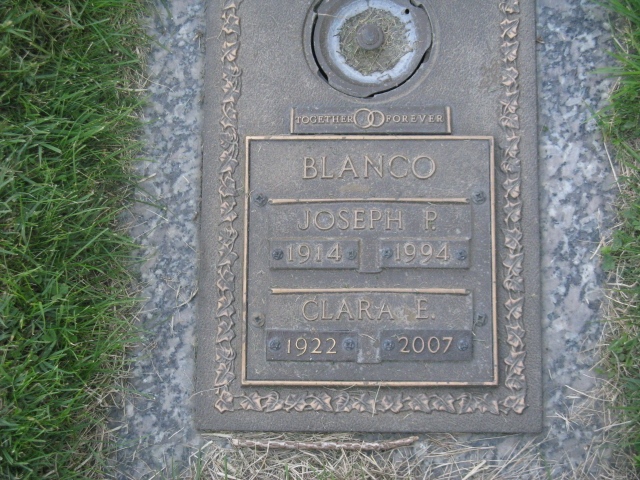 TOGETHER FOREVER
BLANCO
JOSEPH P.
1914 1994
CLARA E.
1922 2007